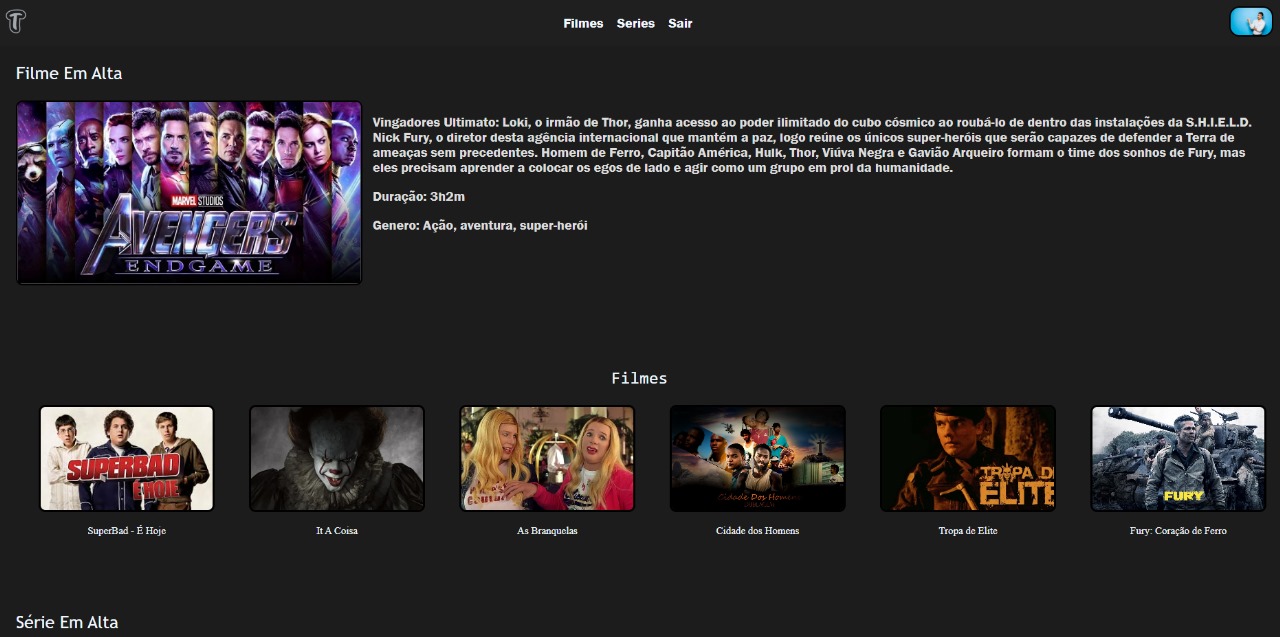 T
Filmes Series Sair
Filme Em Alta
MARVEL STUDIOS
AVENGERS
ENDGAME
Vingadores Ultimato: Loki, o irmão de Thor, ganha acesso ao poder ilimitado do cubo cósmico ao roubá-lo de dentro das instalações da S.H.I.E.L.D.
Nick Fury, o diretor desta agência internacional que mantém a paz, logo reúne os únicos super-heróis que serão capazes de defender a Terra de
ameaças sem precedentes. Homem de Ferro, Capitão América, Hulk, Thor, Viúva Negra e Gavião Arqueiro formam o time dos sonhos de Fury, mas
eles precisam aprender a colocar os egos de lado e agir como um grupo em prol da humanidade.
Duração: 3h2m
Genero: Ação, aventura, super-herói
Filmes
SUPERBAD
É HOJE
Cidade Dos Homens
TROPA DE
ELITE
FURY
SuperBad - É Hoje
It A Coisa
As Branquelas
Cidade dos Homens
Tropa de Elite
Fury: Coração de Ferro
Série Em Alta